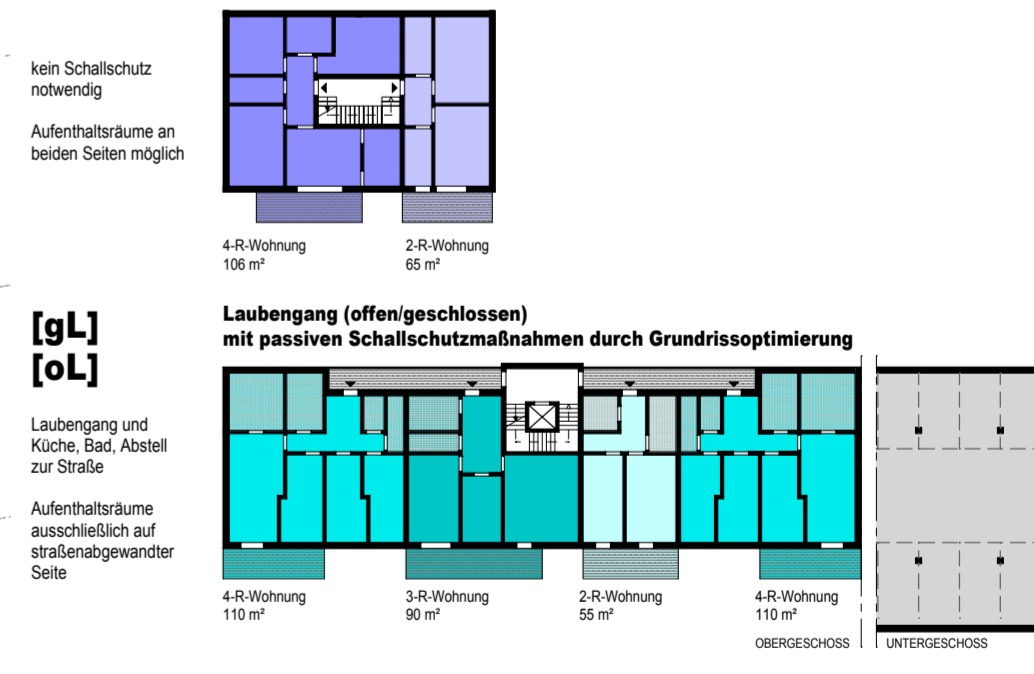 kein Schallschutz
notwendig
Aufenthaltsräume an
beiden Seiten möglich
4-R-Wohnung
106 m²
2-R-Wohnung
65 m²
[gL]
[oL]
Laubengang (offen/geschlossen)
mit passiven Schallschutzmaßnahmen durch Grundrissoptimierung
Laubengang und
Küche, Bad, Abstell
zur Straße
Aufenthaltsräume
ausschließlich auf
straßenabgewandter
Seite
4-R-Wohnung
110 m²
3-R-Wohnung
90 m²
2-R-Wohnung
55 m²
4-R-Wohnung
110 m²
OBERGESCHOSS
UNTERGESCHOSS